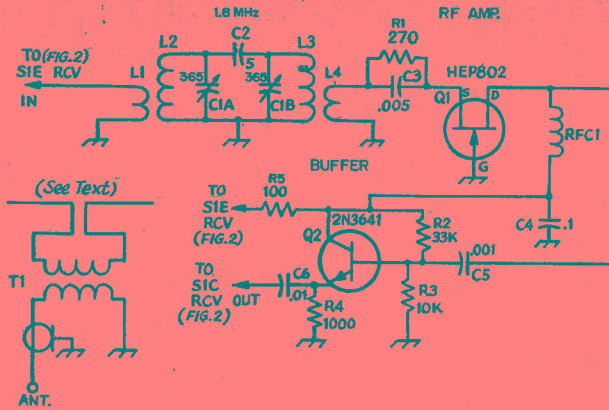 1.8 MHz
RF AMP.
TO (FIG.2)
S1E RCV
IN
L1
L2
C2
5
L3
L4
365
C1A
365
C1B
R1
270
C3
.005
HEP802
Q1
S
D
G
RFC1
C4
.1
BUFFER
(See Text)
T1
ANT.
TO
S1E
RCV
(FIG.2)
R5
100
2N3641
Q2
R2
33K
.001
C5
TO
S1C
RCV OUT
(FIG.2)
C6
.01
R4
1000
R3
10K